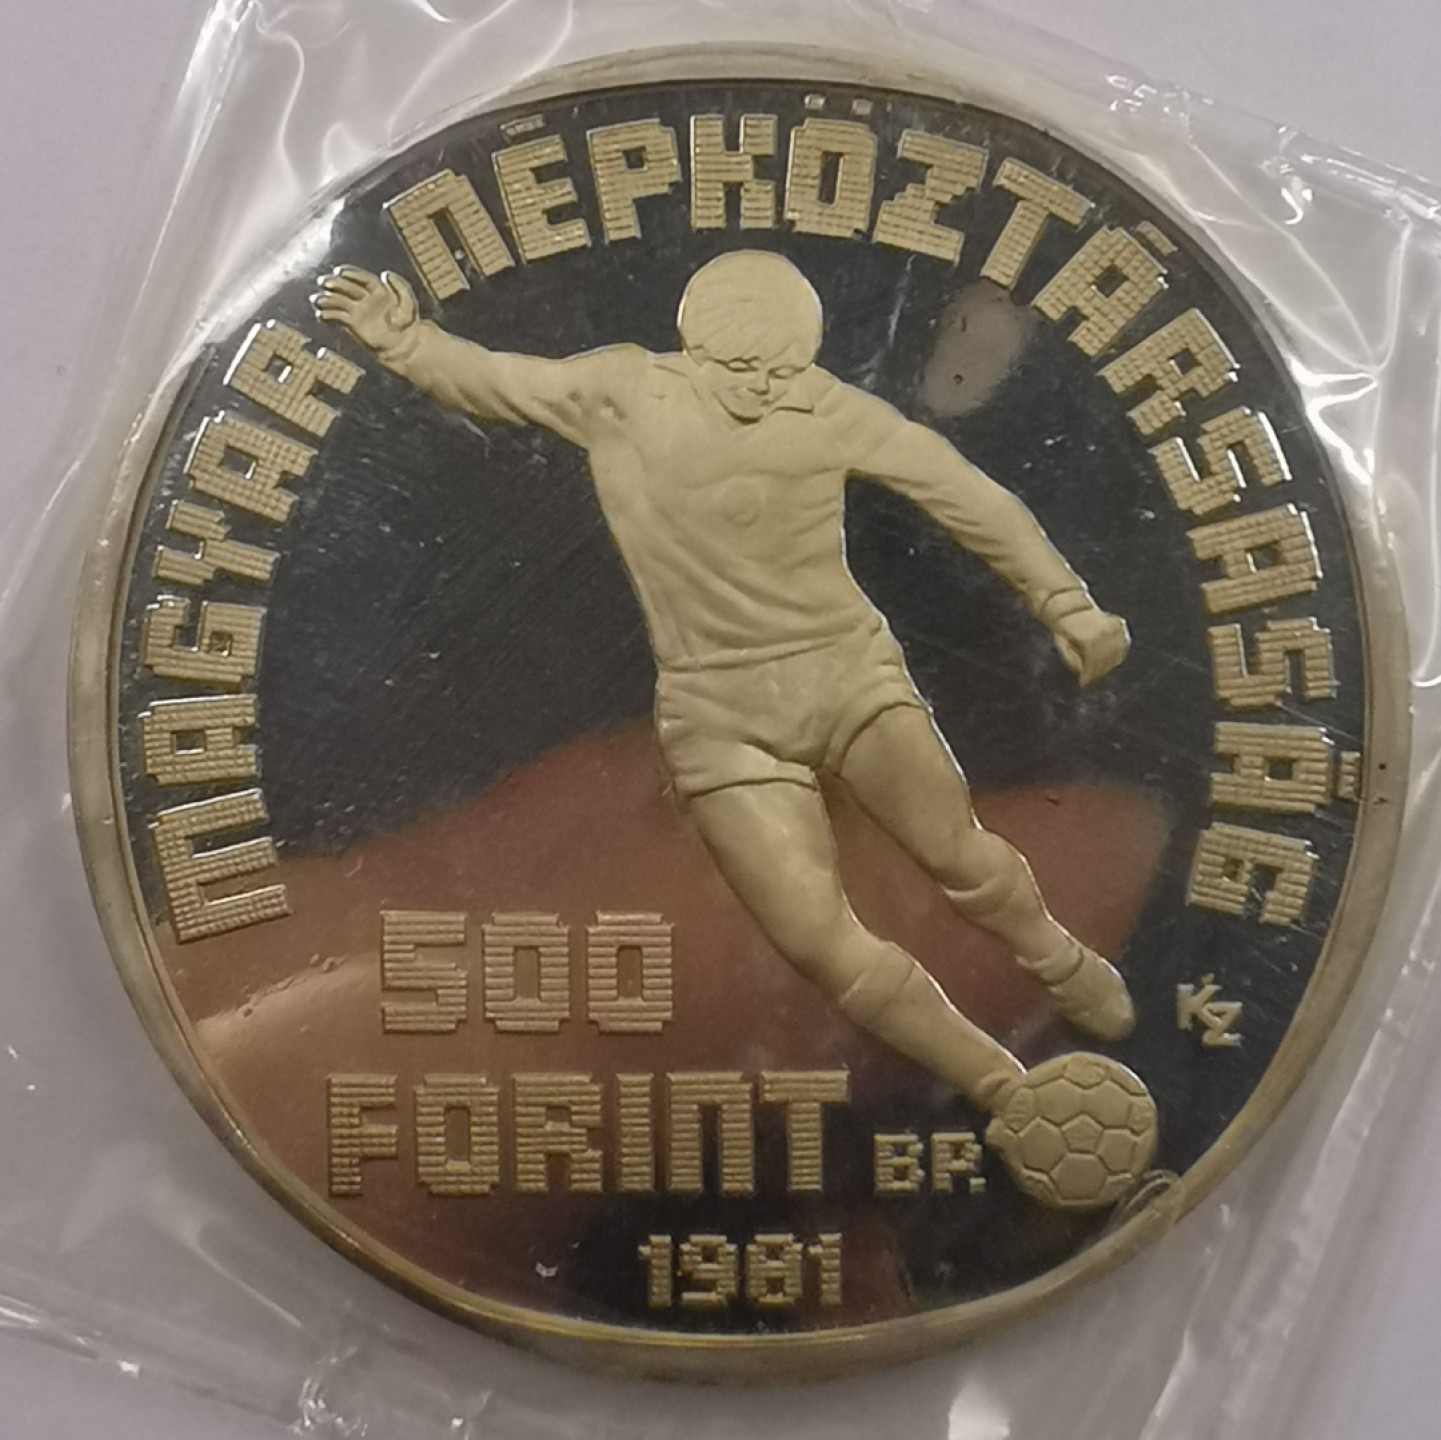 MAGYAR NÉPKÖZTÁRSASÁG
500
FORINT
BP.
1981
KZ